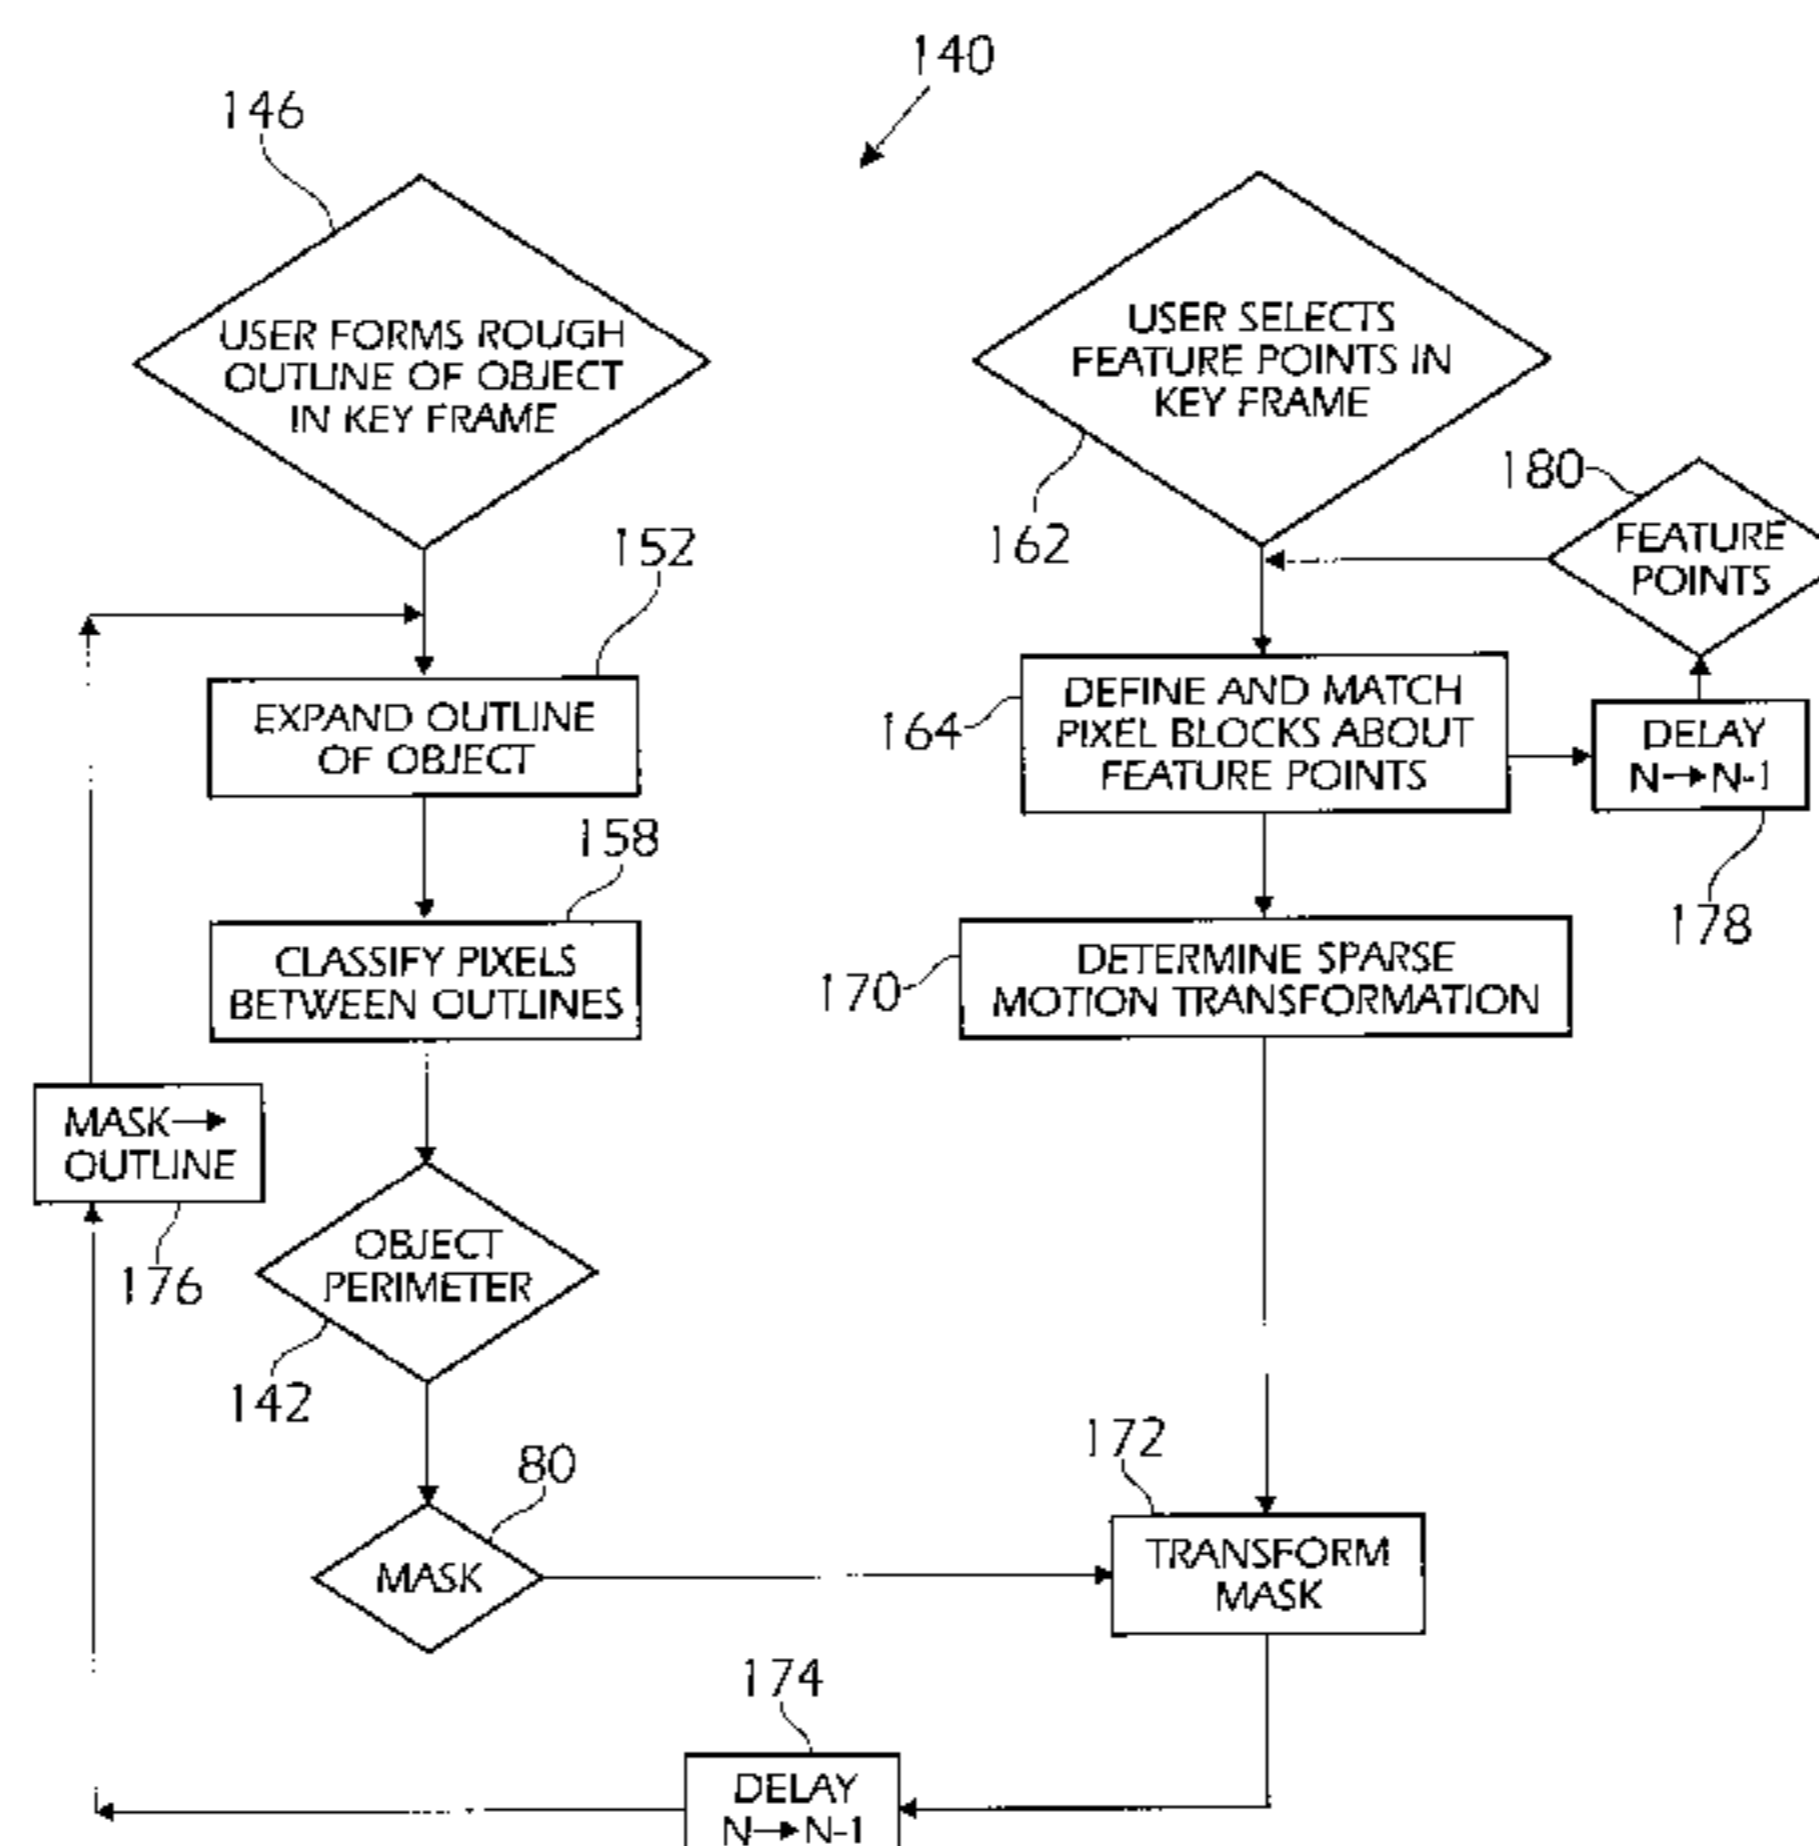 140
146
USER FORMS ROUGH
OUTLINE OF OBJECT
IN KEY FRAME
USER SELECTS
FEATURE POINTS IN
KEY FRAME
162
180
FEATURE
POINTS
152
EXPAND OUTLINE
OF OBJECT
164
DEFINE AND MATCH
PIXEL BLOCKS ABOUT
FEATURE POINTS
DELAY
N→N-1
178
158
CLASSIFY PIXELS
BETWEEN OUTLINES
170
DETERMINE SPARSE
MOTION TRANSFORMATION
MASK→
OUTLINE
176
OBJECT
PERIMETER
142
80
MASK
172
TRANSFORM
MASK
174
DELAY
N→N-1